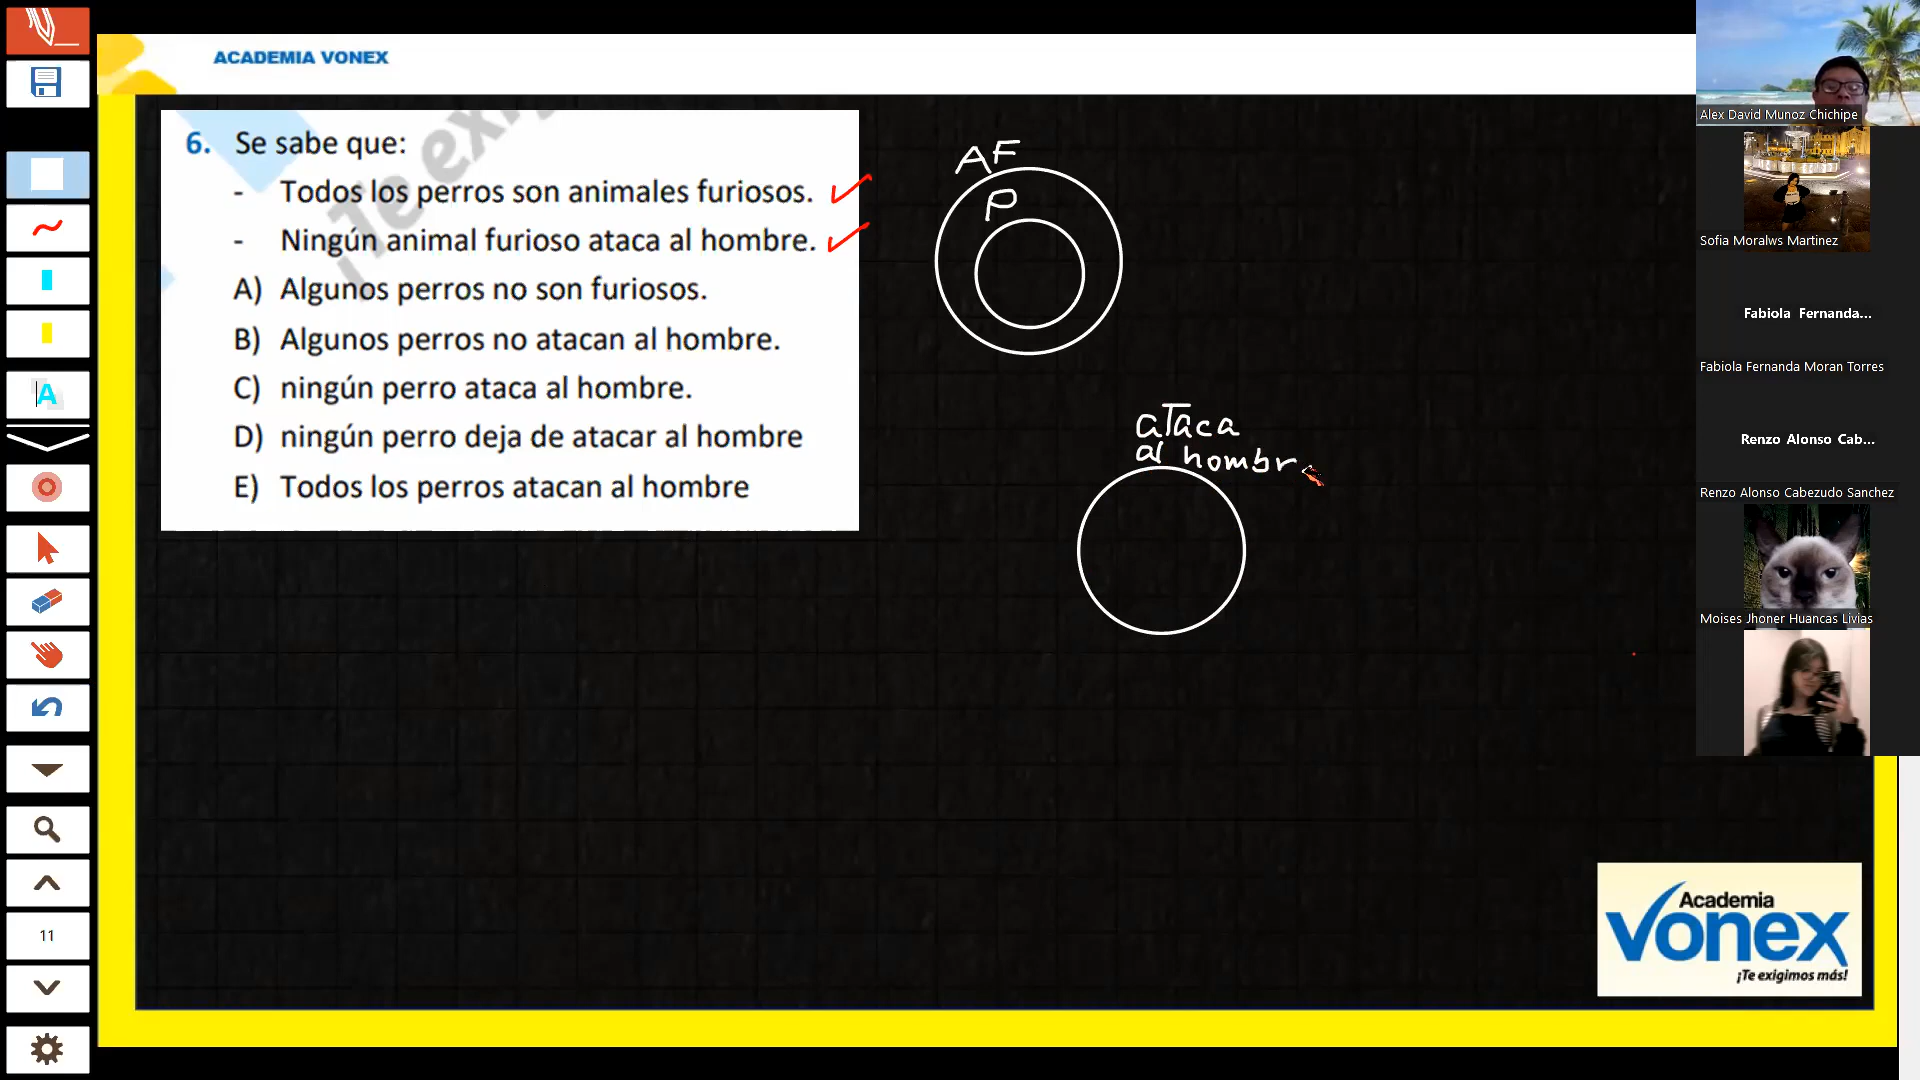 ACADEMIA VONEX
6. Se sabe que:
- Todos los perros son animales furiosos.
- Ningún animal furioso ataca al hombre.
A) Algunos perros no son furiosos.
B) Algunos perros no atacan al hombre.
C) ningún perro ataca al hombre.
D) ningún perro deja de atacar al hombre
E) Todos los perros atacan al hombre
¡Te exi
AF
P
aTaca
al hombr
Alex David Munoz Chichipe
Sofia Moralws Martinez
Fabiola Fernanda...
Fabiola Fernanda Moran Torres
Renzo Alonso Cab...
Renzo Alonso Cabezudo Sanchez
Moises Jhoner Huancas Livias
A
11
Academia
vonex
¡Te exigimos más!